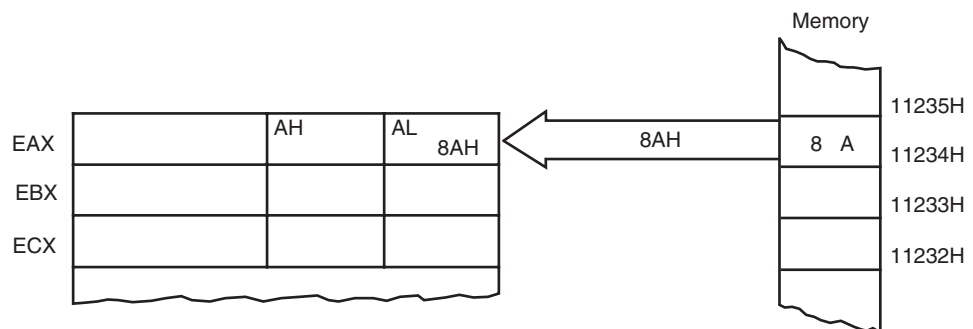 Memory
11235H
EAX AH AL 8AH 8AH 8 A 11234H
EBX 11233H
ECX 11232H